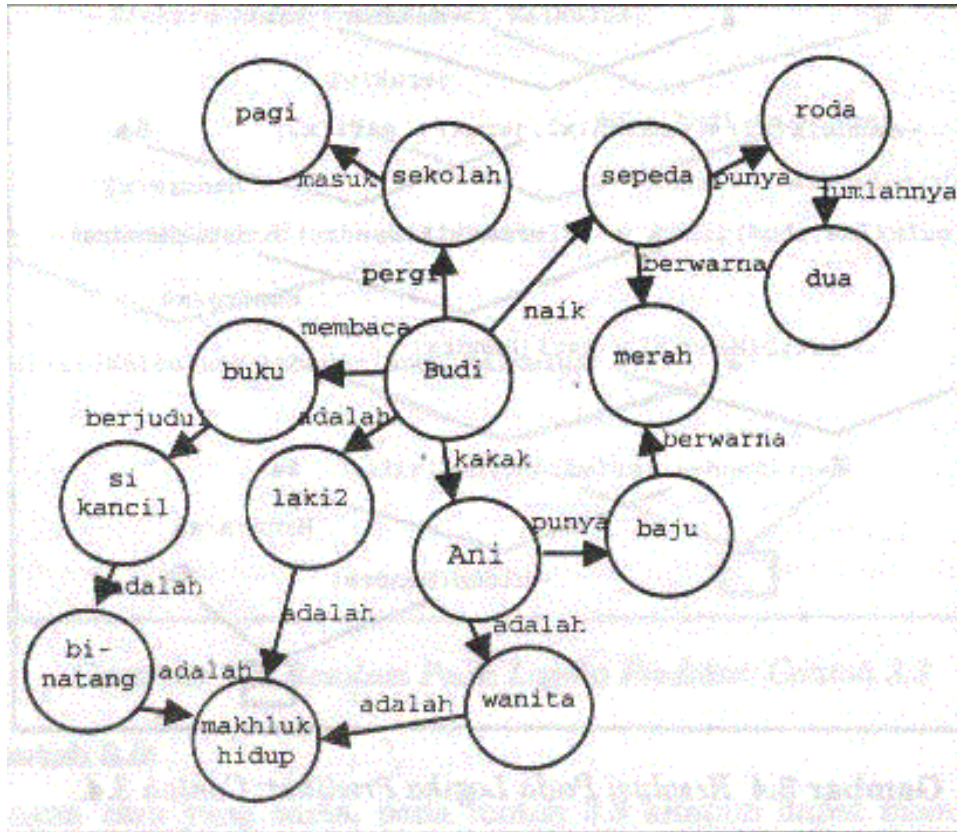 pagi
roda
masuk
sekolah
sepeda
punya
jumlahnya
pergi
berwarna
dua
naik
membaca
buku
Budi
merah
berjudul
adalah
kakak
berwarna
si
kancil
laki2
Ani
punya
baju
adalah
adalah
adalah
bi-
natang
adalah
wanita
adalah
makhluk
hidup